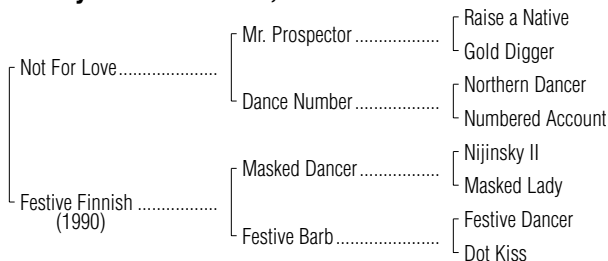 Raise a Native
Mr. Prospector ....................
Gold Digger
Not For Love.....................
Northern Dancer
Dance Number ....................
Numbered Account
Nijinsky II
Masked Dancer ...................
Masked Lady
Festive Finnish .................
(1990)
Festive Dancer
Festive Barb ........................
Dot Kiss